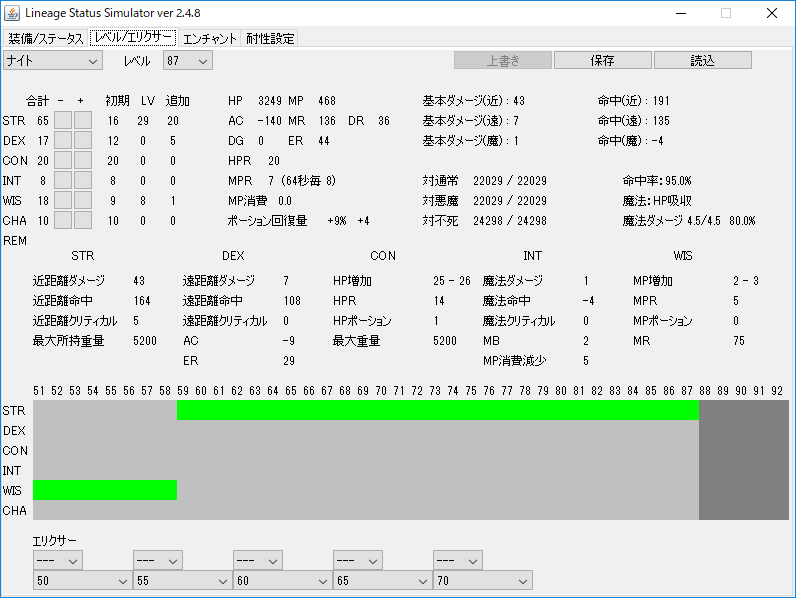 Lineage Status Simulator ver 2.4.8
装備/ステータス レベル/エリクサー エンチャント 耐性設定
ナイト レベル 87 上書き 保存 読込
合計 - + 初期 LV 追加 HP 3249 MP 468 基本ダメージ(近) : 43 命中(近) : 191
STR 65 16 29 20 AC -140 MR 136 DR 36 基本ダメージ(遠) : 7 命中(遠) : 135
DEX 17 12 0 5 DG 0 ER 44 基本ダメージ(魔) : 1 命中(魔) : -4
CON 20 20 0 0 HPR 20
INT 8 8 0 0 MPR 7 (64秒毎 8) 対通常 22029 / 22029 命中率: 95.0%
WIS 18 9 8 1 MP消費 0.0 対悪魔 22029 / 22029 魔法:HP吸収
CHA 10 10 0 0 ポーション回復量 +9% +4 対不死 24298 / 24298 魔法ダメージ 4.5/4.5 80.0%
REM
STR DEX CON INT WIS
近距離ダメージ 43 遠距離ダメージ 7 HP増加 25 - 26 魔法ダメージ 1 MP増加 2 - 3
近距離命中 164 遠距離命中 108 HPR 14 魔法命中 -4 MPR 5
近距離クリティカル 5 遠距離クリティカル 0 HPポーション 1 魔法クリティカル 0 MPポーション 0
最大所持重量 5200 AC -9 最大重量 5200 MB 2 MR 75
ER 29 MP消費減少 5
51 52 53 54 55 56 57 58 59 60 61 62 63 64 65 66 67 68 69 70 71 72 73 74 75 76 77 78 79 80 81 82 83 84 85 86 87 88 89 90 91 92
STR
DEX
CON
INT
WIS
CHA
エリクサー
--- --- --- --- ---
50 55 60 65 70